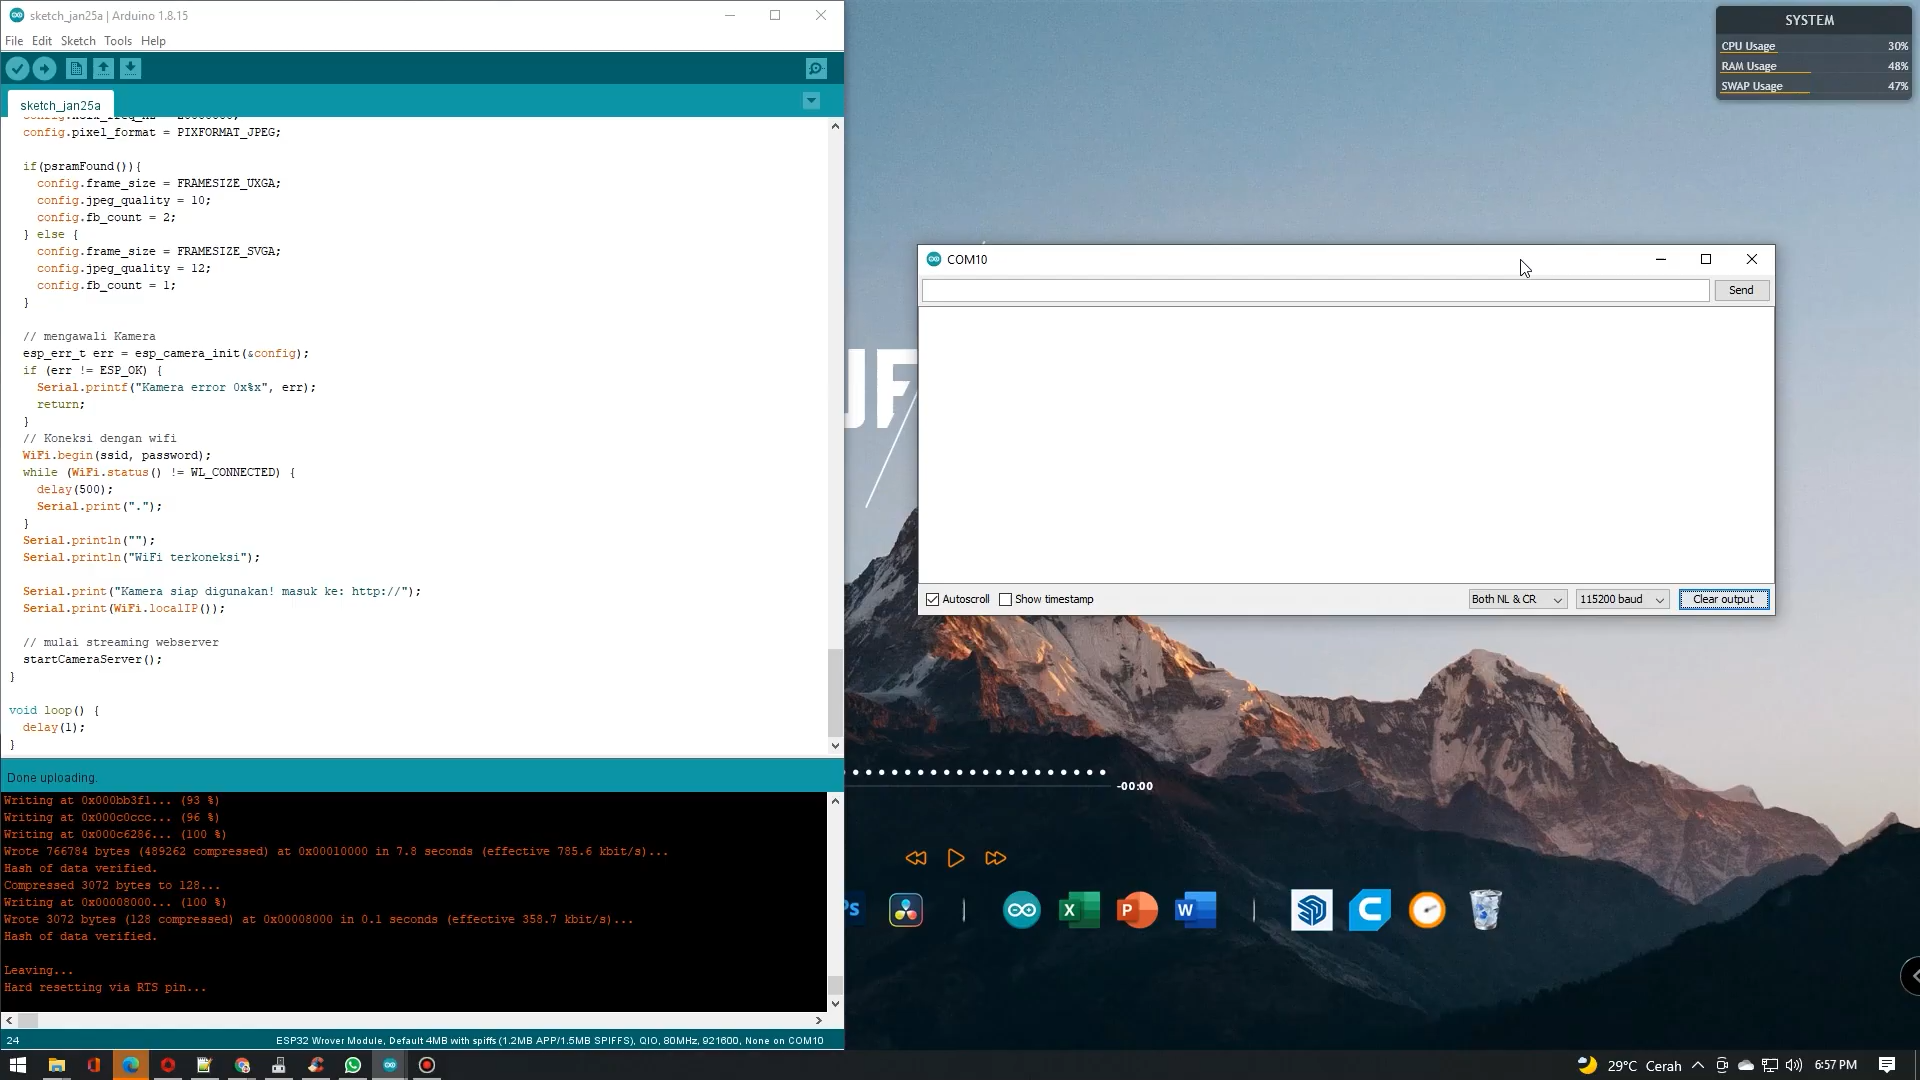 sketch_jan25a | Arduino 1.8.15
File Edit Sketch Tools Help
sketch_jan25a
config.pixel_format = PIXFORMAT_JPEG;
if(psramFound()){
config.frame_size = FRAMESIZE_UXGA;
config.jpeg_quality = 10;
config.fb_count = 2;
} else {
config.frame_size = FRAMESIZE_SVGA;
config.jpeg_quality = 12;
config.fb_count = 1;
}
// mengawali Kamera
esp_err_t err = esp_camera_init(&config);
if (err != ESP_OK) {
Serial.printf("Kamera error 0x%x", err);
return;
}
// Koneksi dengan wifi
WiFi.begin(ssid, password);
while (WiFi.status() != WL_CONNECTED) {
delay(500);
Serial.print(".");
}
Serial.println("");
Serial.println("WiFi terkoneksi");
Serial.print("Kamera siap digunakan! masuk ke: http://");
Serial.print(WiFi.localIP());
// mulai streaming webserver
startCameraServer();
}
void loop() {
delay(1);
}
Done uploading.
Writing at 0x000bb3f1... (93 %)
Writing at 0x000c0ccc... (96 %)
Writing at 0x000c6286... (100 %)
Wrote 766784 bytes (489262 compressed) at 0x00010000 in 7.8 seconds (effective 785.6 kbit/s)...
Hash of data verified.
Compressed 3072 bytes to 128...
Writing at 0x00008000... (100 %)
Wrote 3072 bytes (128 compressed) at 0x00008000 in 0.1 seconds (effective 358.7 kbit/s)...
Hash of data verified.
Leaving...
Hard resetting via RTS pin...
24
ESP32 Wrover Module, Default 4MB with spiffs (1.2MB APP/1.5MB SPIFFS), QIO, 80MHz, 921600, None on COM10
SYSTEM
CPU Usage 30%
RAM Usage 48%
SWAP Usage 47%
COM10
Send
Autoscroll Show timestamp
Both NL & CR
115200 baud
Clear output
-00:00
Ps
X
P
W
29°C Cerah
6:57 PM